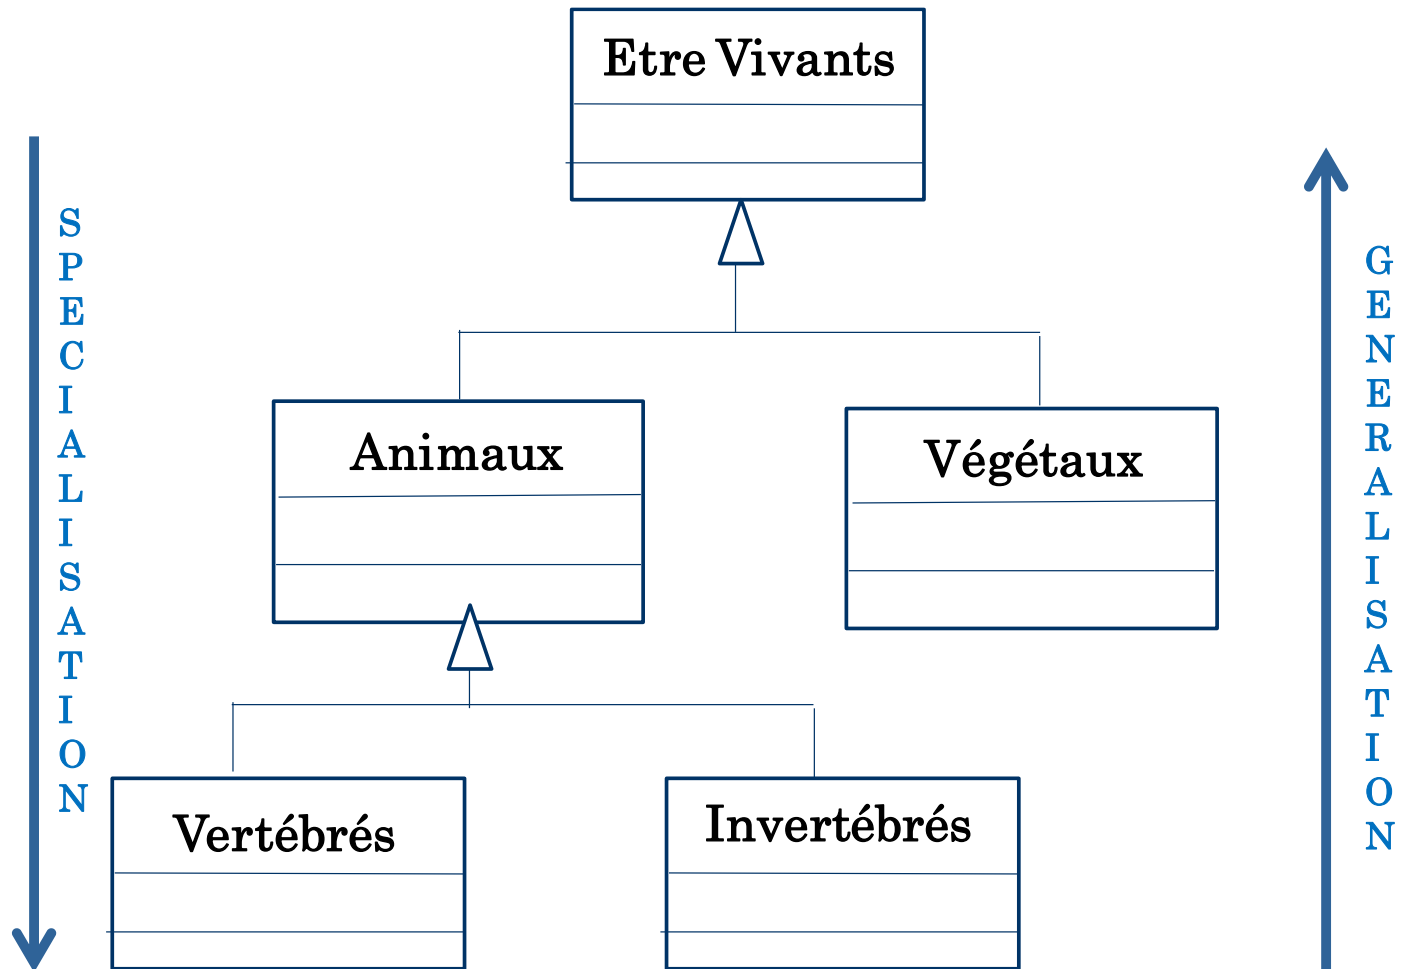 Etre Vivants
SPECIALISATION
GENERALISATION
Animaux
Végétaux
Vertébrés
Invertébrés